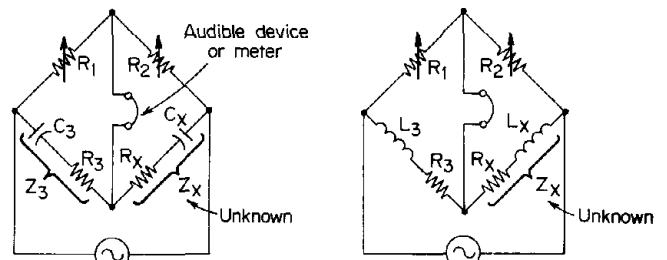 Audible device
or meter
R1
R2
C3
R3
Z3
Cx
Rx
Zx
Unknown
R1
R2
L3
R3
Lx
Rx
Zx
Unknown